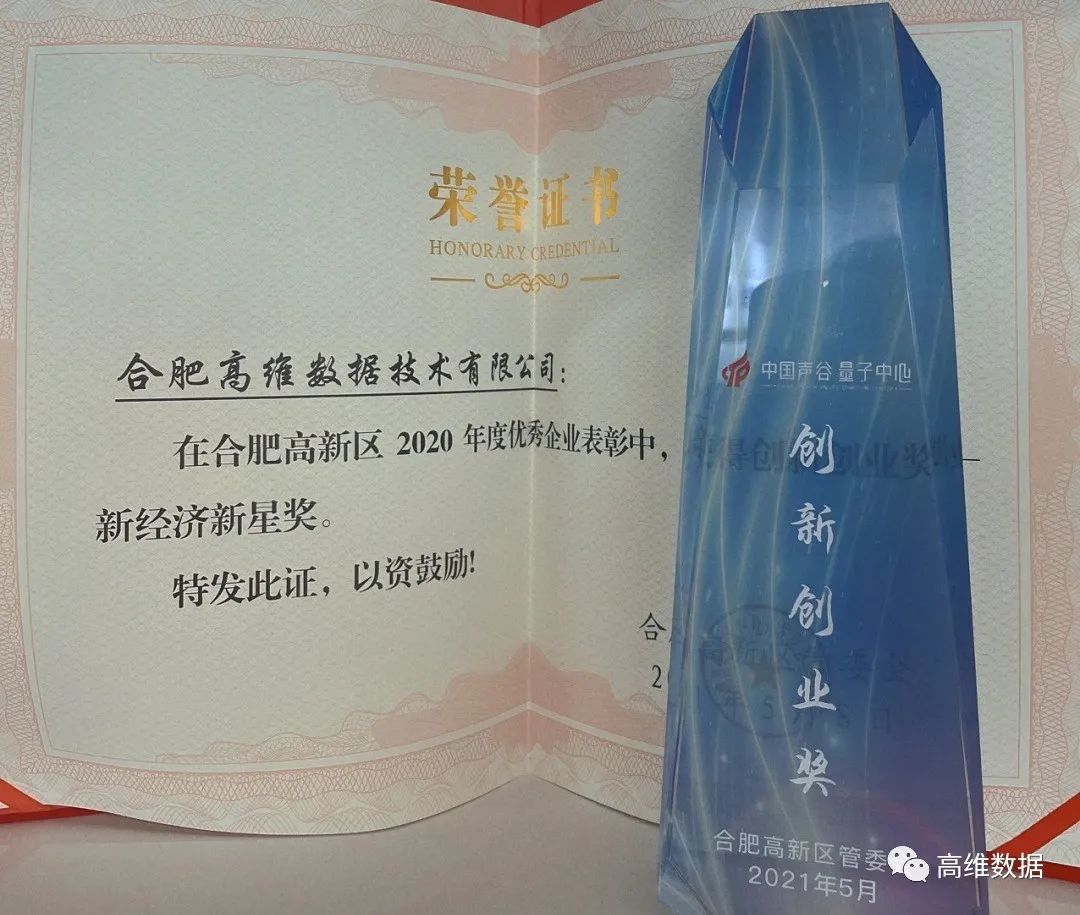 荣誉证书
HONORARY CREDENTIAL
合肥高维数据技术有限公司:
在合肥高新区 2020 年度优秀企业表彰中，
新经济新星奖。
特发此证，以资鼓励!
合
2
中国声谷 量子中心
创新创业奖
合肥高新区管委
2021年5月
高维数据